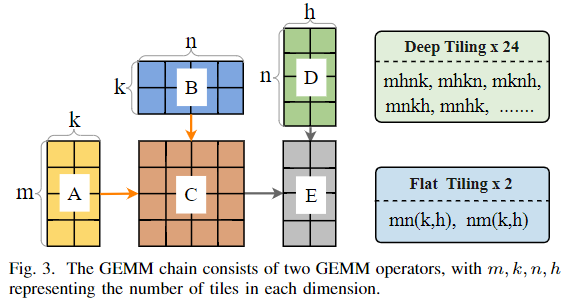 h
n
Deep Tiling x 24
k
B
n
D
mhnk, mhkn, mknh,
mnkh, mnhk, .......
k
m
A
C
E
Flat Tiling x 2
mn(k,h), nm(k,h)
Fig. 3. The GEMM chain consists of two GEMM operators, with m, k, n, h
representing the number of tiles in each dimension.